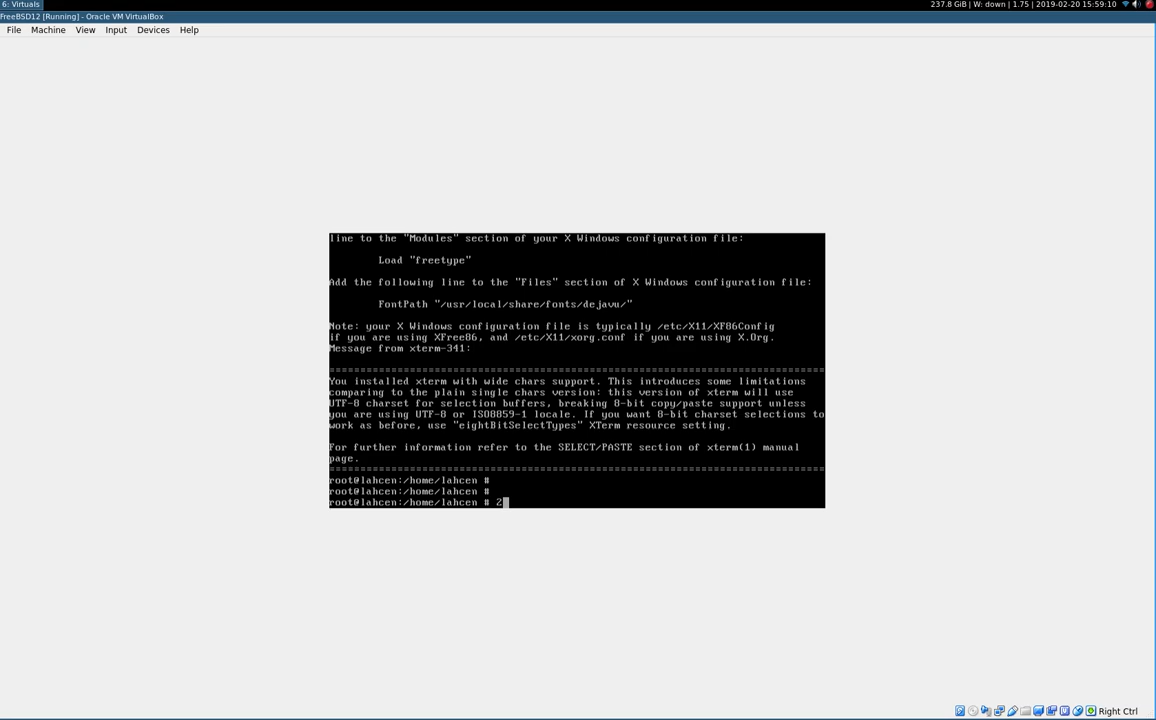 6: Virtuals
237.8 GiB | W: down | 1.75 | 2019-02-20 15:59:10
FreeBSD12 [Running] - Oracle VM VirtualBox
File Machine View Input Devices Help
line to the "Modules" section of your X Windows configuration file:
Load "freetype"
Add the following line to the "Files" section of X Windows configuration file:
FontPath "/usr/local/share/fonts/dejavu/"
Note: your X Windows configuration file is typically /etc/X11/XF86Config
if you are using XFree86, and /etc/X11/xorg.conf if you are using X.Org.
Message from xterm-341:
================================================================================
You installed xterm with wide chars support. This introduces some limitations
comparing to the plain single chars version: this version of xterm will use
UTF-8 charset for selection buffers, breaking 8-bit copy/paste support unless
you are using UTF-8 or ISO8859-1 locale. If you want 8-bit charset selections to
work as before, use "eightBitSelectTypes" XTerm resource setting.
For further information refer to the SELECT/PASTE section of xterm(1) manual
page.
================================================================================
root@lahcen:/home/lahcen #
root@lahcen:/home/lahcen #
root@lahcen:/home/lahcen # 2
Right Ctrl